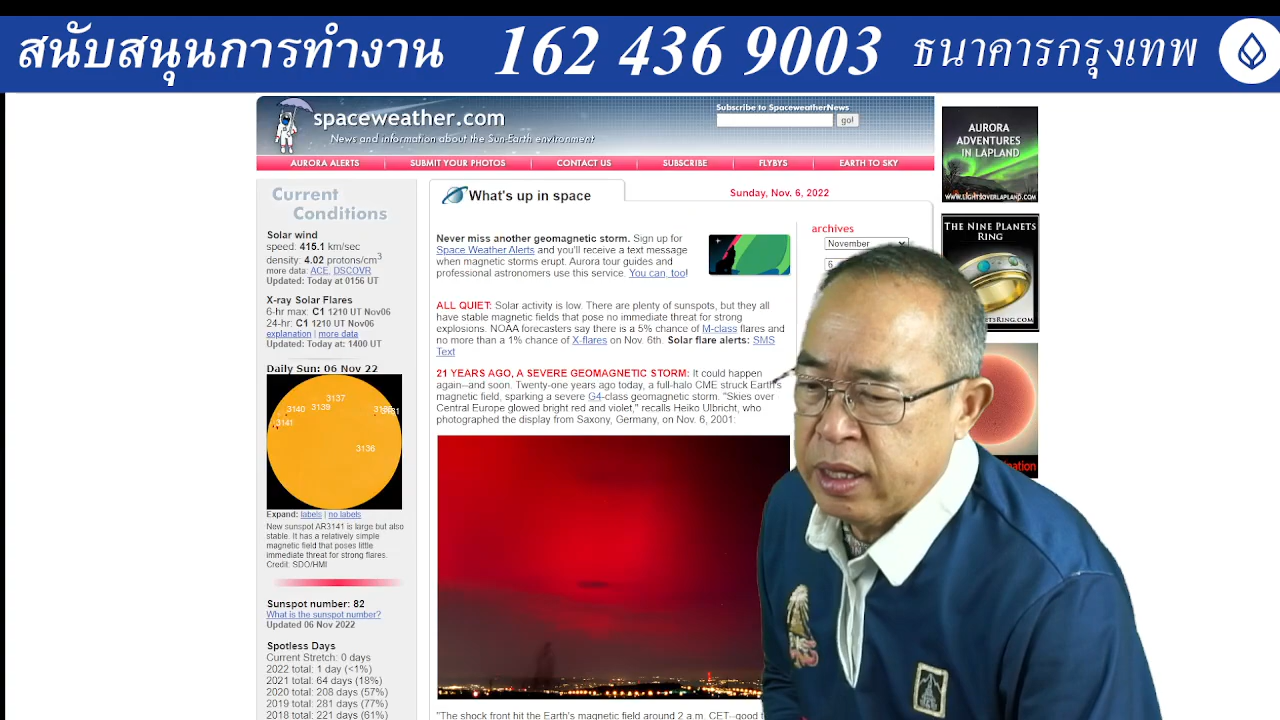 สนับสนุนการทำงาน 162 436 9003 ธนาคารกรุงเทพ
spaceweather.com
News and information about the Sun-Earth environment
Subscribe to SpaceweatherNews
go!
AURORA ALERTS | SUBMIT YOUR PHOTOS | CONTACT US | SUBSCRIBE | FLYBYS | EARTH TO SKY
Current
Conditions
Solar wind
speed: 415.1 km/sec
density: 4.02 protons/cm3
more data: ACE, DSCOVR
Updated: Today at 0156 UT
X-ray Solar Flares
6-hr max: C1 1210 UT Nov06
24-hr: C1 1210 UT Nov06
explanation | more data
Updated: Today at: 1400 UT
Daily Sun: 06 Nov 22
3137
3140
3139
3141
3136
Expand: labels | no labels
New sunspot AR3141 is large but also
stable. It has a relatively simple
magnetic field that poses little
immediate threat for strong flares.
Credit: SDO/HMI
Sunspot number: 82
What is the sunspot number?
Updated 06 Nov 2022
Spotless Days
Current Stretch: 0 days
2022 total: 1 day (<1%)
2021 total: 64 days (18%)
2020 total: 208 days (57%)
2019 total: 281 days (77%)
2018 total: 221 days (61%)
What's up in space
Sunday, Nov. 6, 2022
Never miss another geomagnetic storm. Sign up for
Space Weather Alerts and you'll receive a text message
when magnetic storms erupt. Aurora tour guides and
professional astronomers use this service. You can, too!
ALL QUIET: Solar activity is low. There are plenty of sunspots, but they all
have stable magnetic fields that pose no immediate threat for strong
explosions. NOAA forecasters say there is a 5% chance of M-class flares and
no more than a 1% chance of X-flares on Nov. 6th. Solar flare alerts: SMS
Text
21 YEARS AGO, A SEVERE GEOMAGNETIC STORM: It could happen
again--and soon. Twenty-one years ago today, a full-halo CME struck Earth's
magnetic field, sparking a severe G4-class geomagnetic storm. "Skies over
Central Europe glowed bright red and violet," recalls Heiko Ulbricht, who
photographed the display from Saxony, Germany, on Nov. 6, 2001:
"The shock front hit the Earth's magnetic field around 2 a.m. CET--good
archives
November
6
AURORA
ADVENTURES
IN LAPLAND
WWW.LIGHTSOVERLAPLAND.COM
THE NINE PLANETS
RING